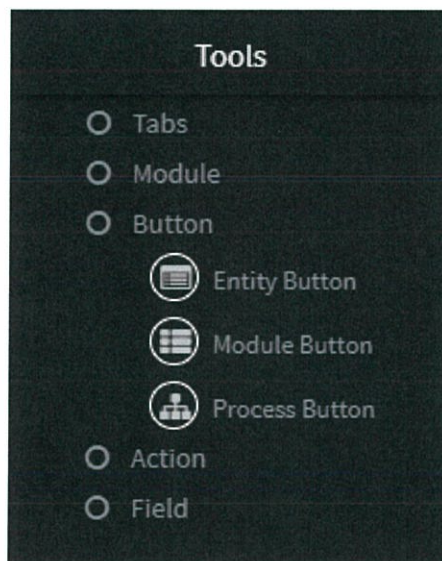 Tools
Tabs
Module
Button
Entity Button
Module Button
Process Button
Action
Field